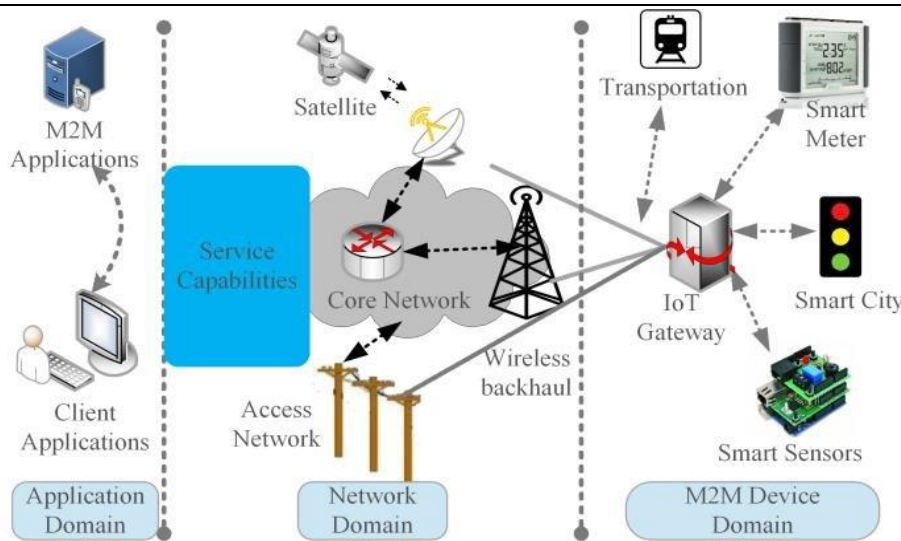 M2M
Applications
Client
Applications
Application
Domain
Satellite
Service
Capabilities
Core Network
Access
Network
Wireless
backhaul
Network
Domain
Transportation
Smart
Meter
IoT
Gateway
Smart City
Smart Sensors
M2M Device
Domain